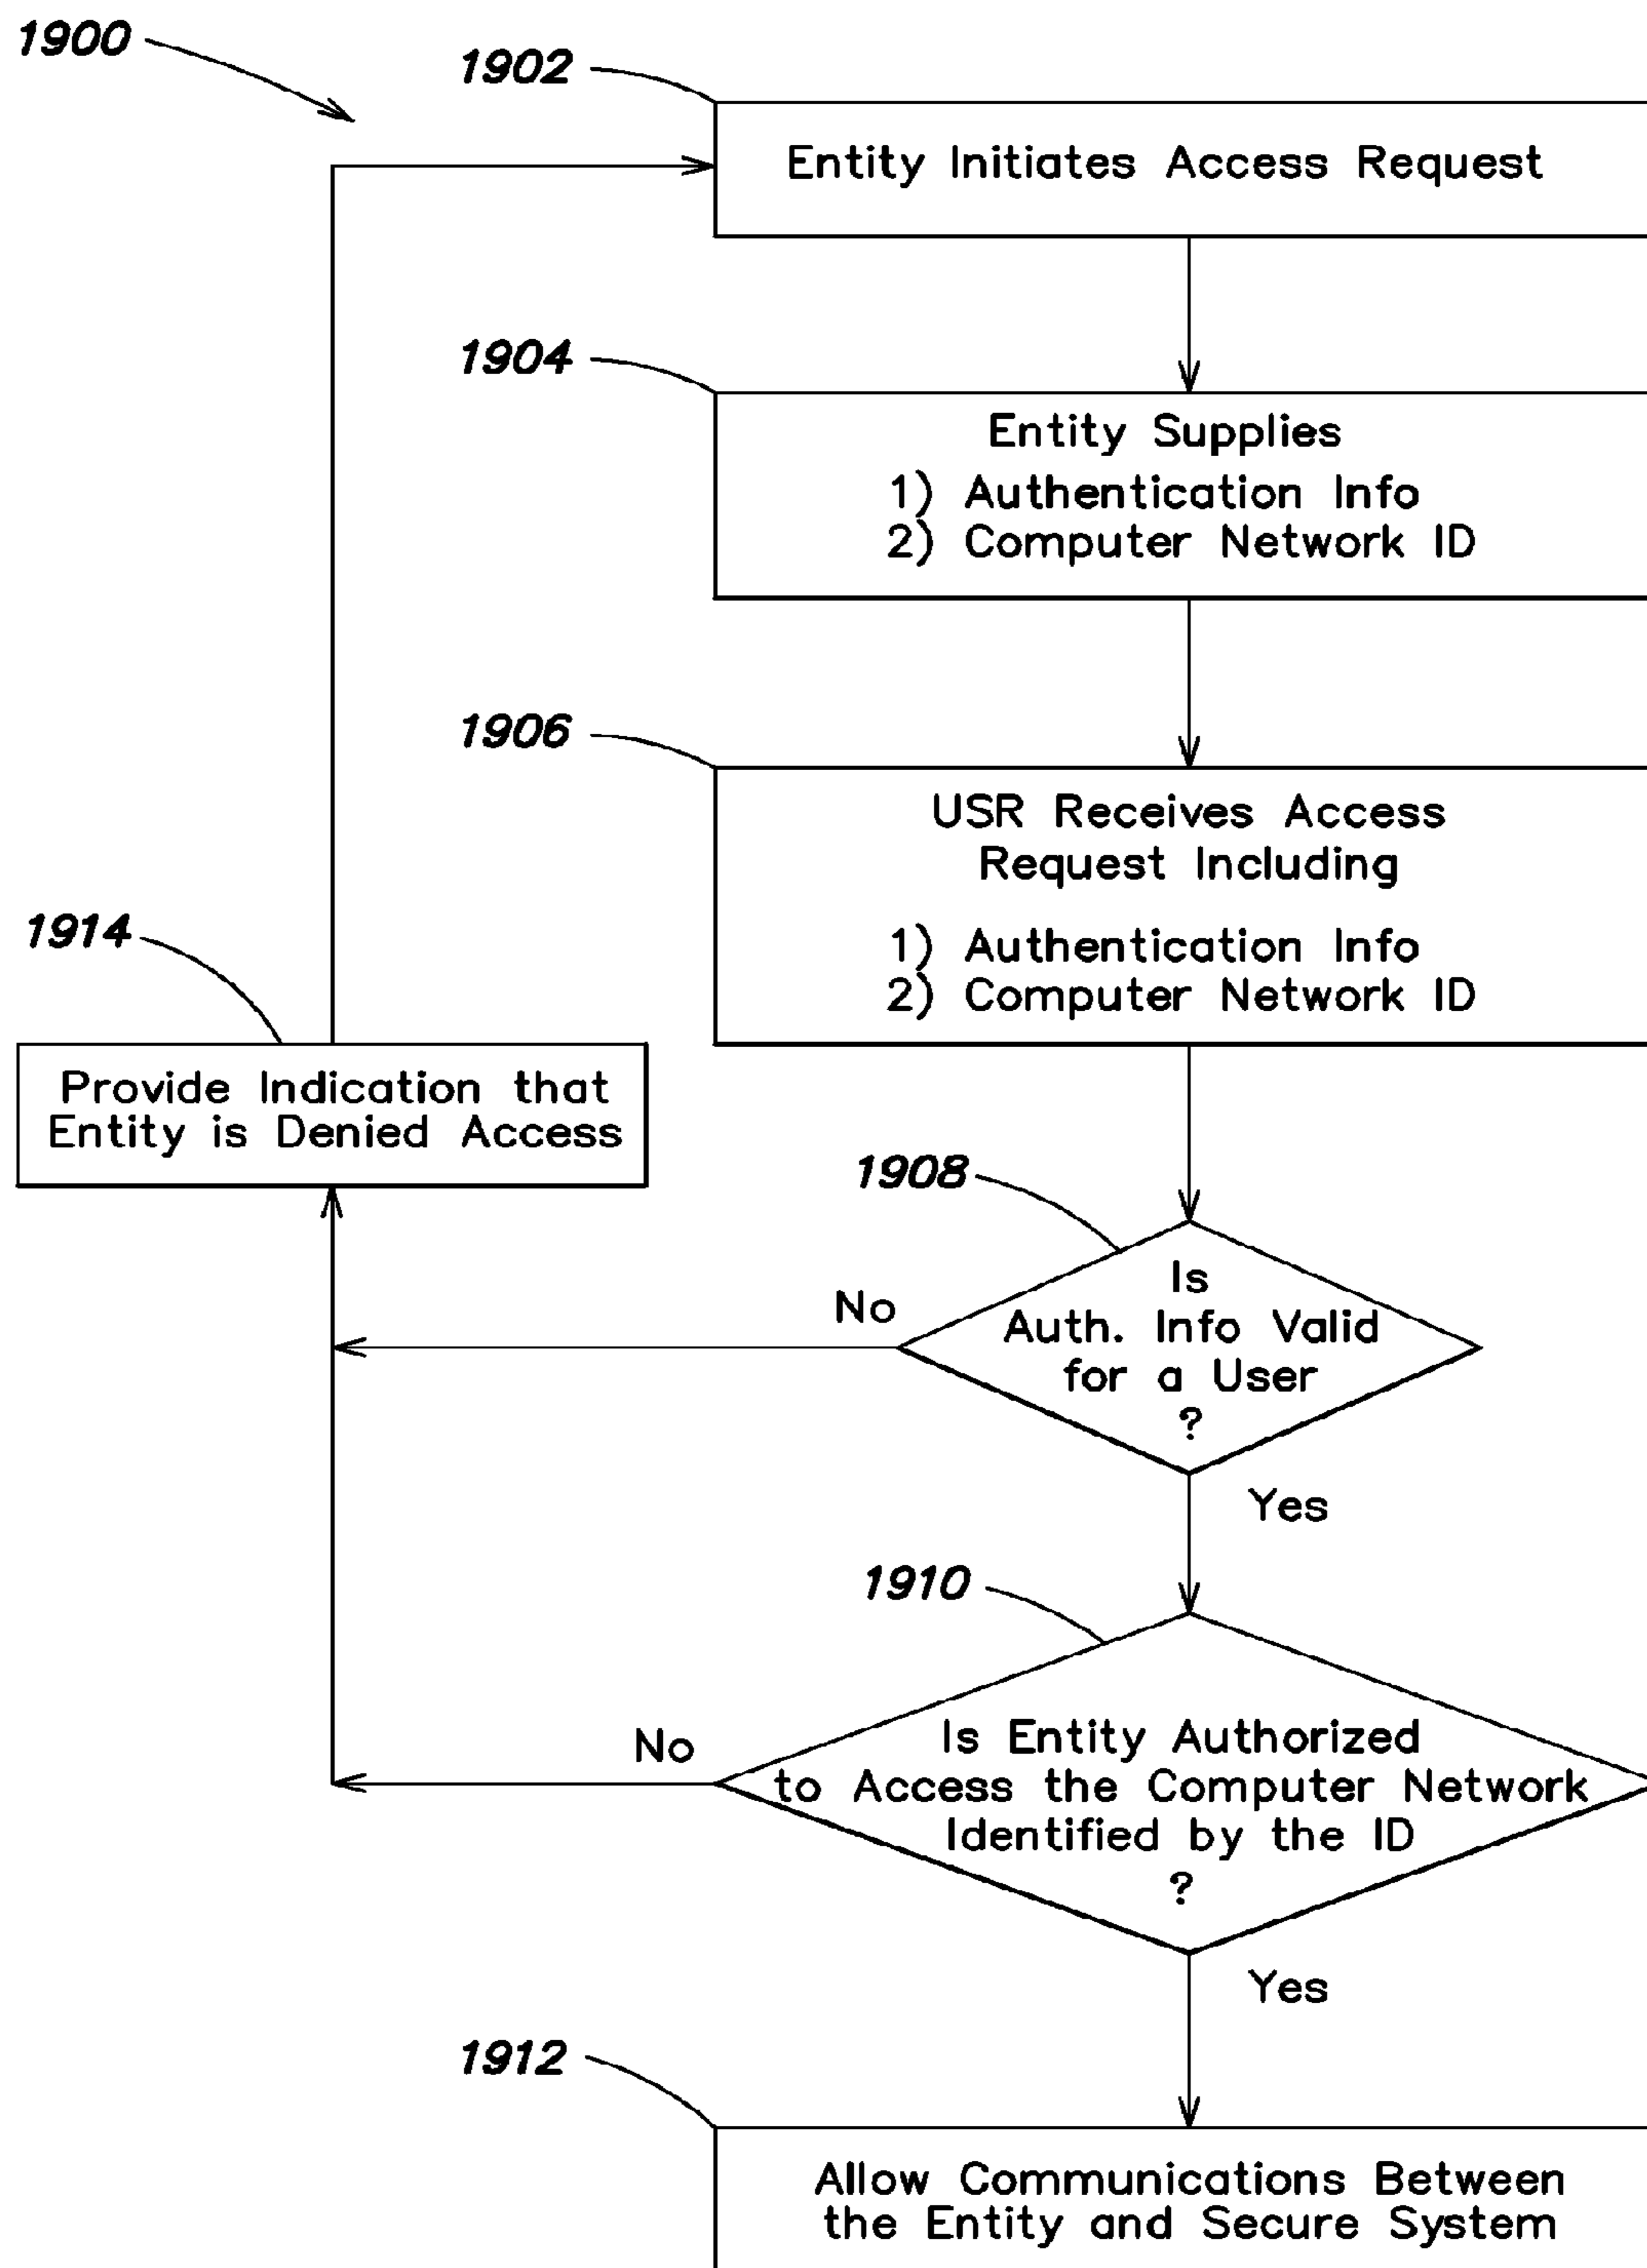 1900
1902
Entity Initiates Access Request
1904
Entity Supplies
1) Authentication Info
2) Computer Network ID
1906
USR Receives Access
Request Including
1) Authentication Info
2) Computer Network ID
1914
Provide Indication that
Entity is Denied Access
1908
Is
Auth. Info Valid
for a User
?
No
Yes
1910
Is Entity Authorized
to Access the Computer Network
Identified by the ID
?
No
Yes
1912
Allow Communications Between
the Entity and Secure System